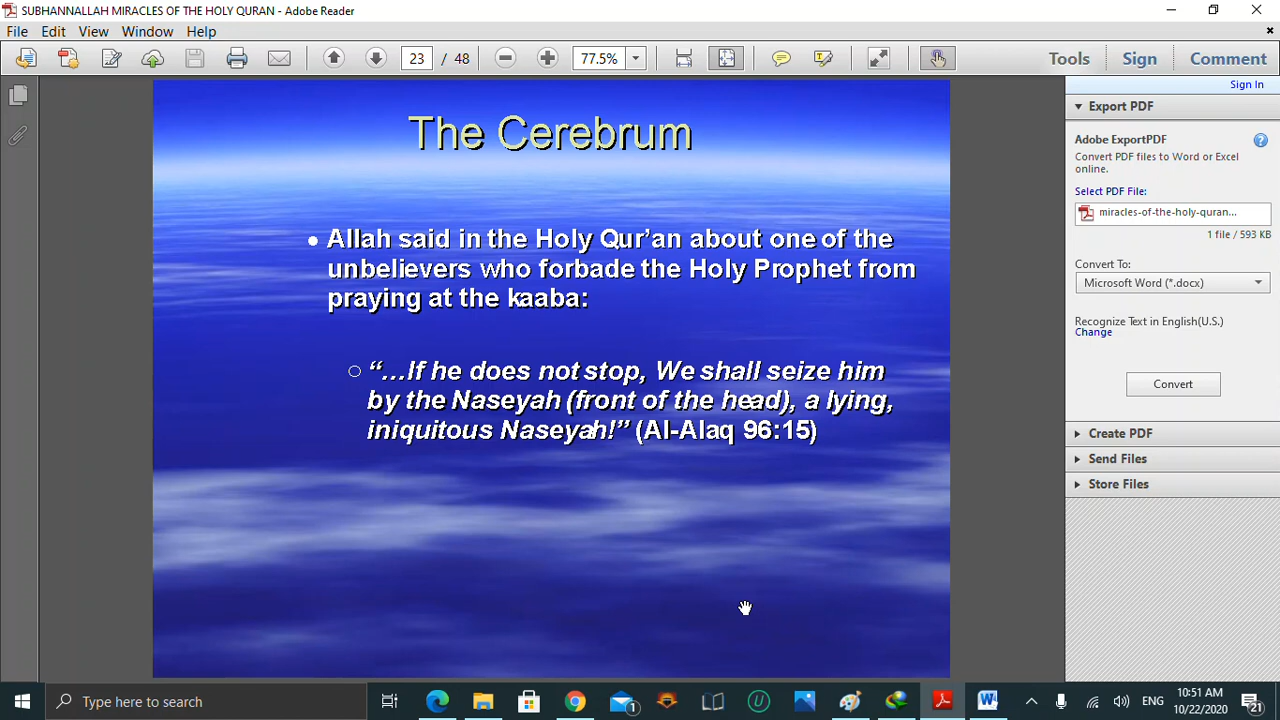 SUBHANNALLAH MIRACLES OF THE HOLY QURAN - Adobe Reader
File Edit View Window Help
23 / 48 77.5% Tools Sign Comment
Sign In
Export PDF
Adobe ExportPDF
Convert PDF files to Word or Excel
online.
Select PDF File:
miracles-of-the-holy-quran...
1 file / 593 KB
Convert To:
Microsoft Word (*.docx)
Recognize Text in English(U.S.)
Change
Convert
Create PDF
Send Files
Store Files
The Cerebrum
• Allah said in the Holy Qur’an about one of the
unbelievers who forbade the Holy Prophet from
praying at the kaaba:
○ “…If he does not stop, We shall seize him
by the Naseyah (front of the head), a lying,
iniquitous Naseyah!” (Al-Alaq 96:15)
Type here to search
1
U
W
ENG
10:51 AM
10/22/2020
21